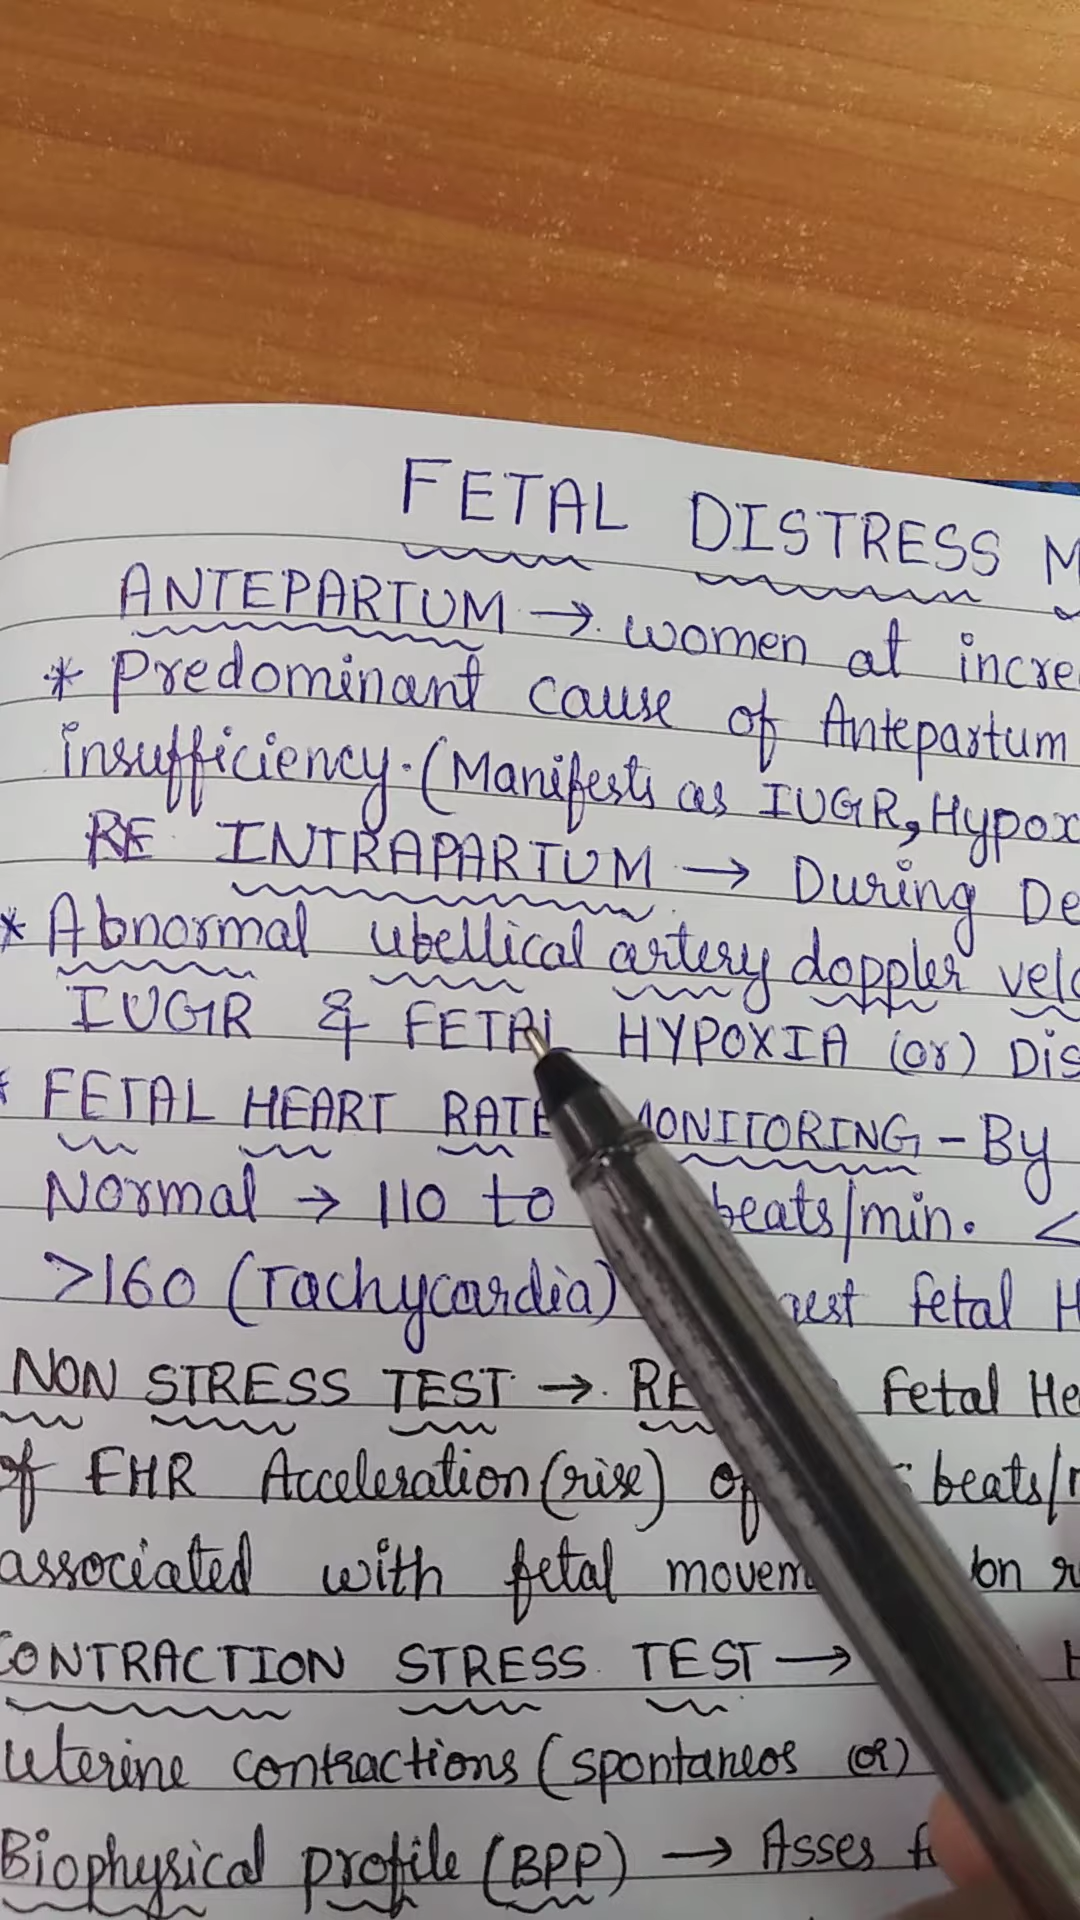 FETAL DISTRESS M
ANTEPARTUM → women at incre
* Predominant cause of Antepartum
insufficiency. (Manifests as IUGR, Hypox
RE INTRAPARTUM → During De
* Abnormal ubellical artery doppler velo
IUGR & FETAL HYPOXIA (or) Dis
* FETAL HEART RATE MONITORING - By
Normal → 110 to beats/min. <
>160 (Tachycardia) fetal H
NON STRESS TEST → RE Fetal He
of FHR Acceleration (rise) of beats/m
associated with fetal movem on r
CONTRACTION STRESS TEST → H
uterine contractions (spontaneos (or)
Biophysical profile (BPP) → Asses f